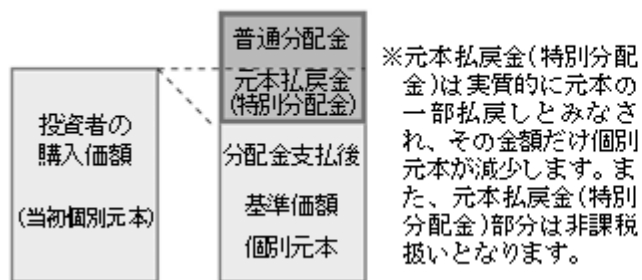 普通分配金
元本払戻金
(特別分配金)
投資者の
購入価額
(当初個別元本)
分配金支払後
基準価額
個別元本
※元本払戻金(特別分配
金)は実質的に元本の
一部払戻しとみなさ
れ、その金額だけ個別
元本が減少します。ま
た、元本払戻金(特別
分配金)部分は非課税
扱いとなります。